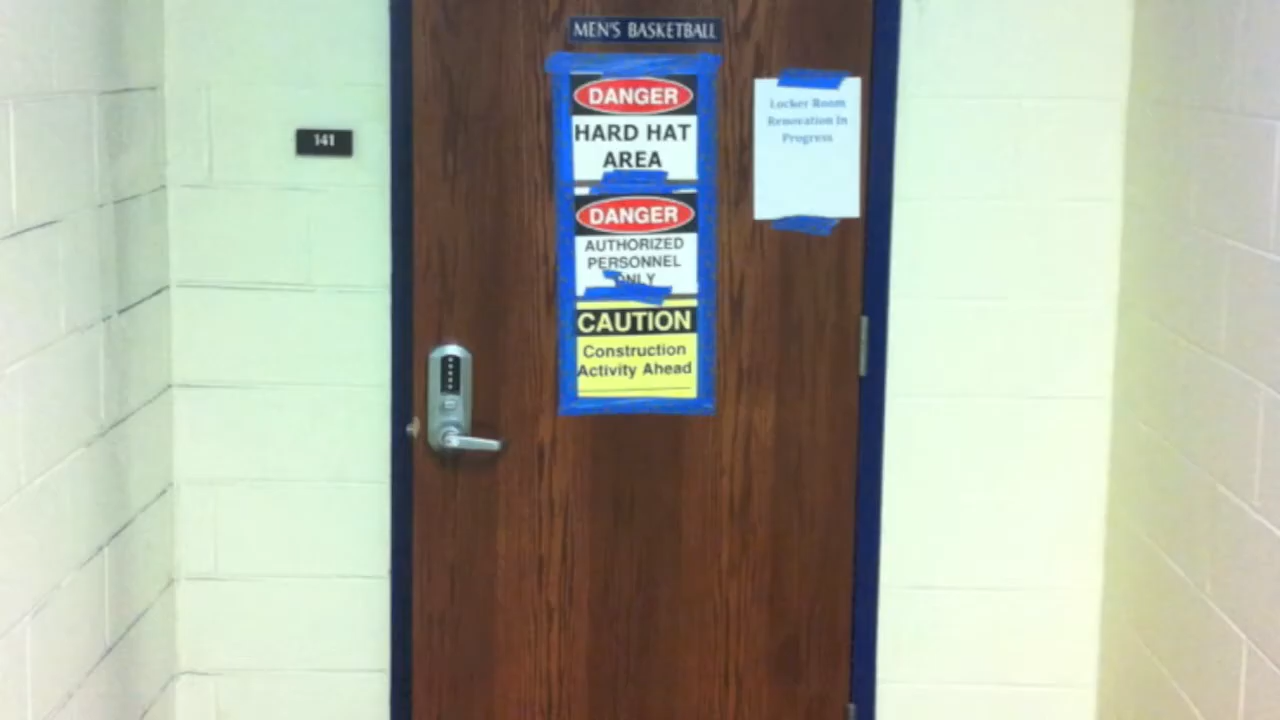 MEN'S BASKETBALL
DANGER
HARD HAT
AREA
DANGER
AUTHORIZED
PERSONNEL
ONLY
CAUTION
Construction
Activity Ahead
Locker Room
Renovation In
Progress
141